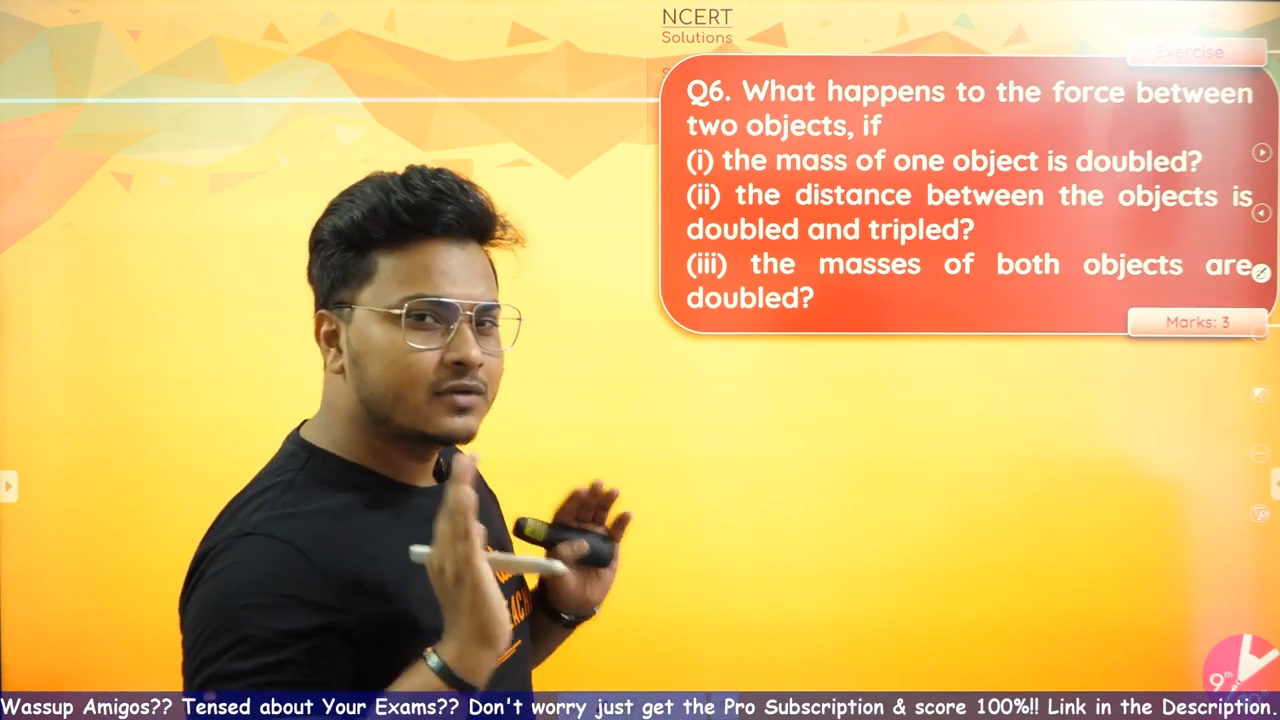 NCERT
Solutions
Exercise
Q6. What happens to the force between
two objects, if
(i) the mass of one object is doubled?
(ii) the distance between the objects is
doubled and tripled?
(iii) the masses of both objects are
doubled?
Marks: 3
9th
Wassup Amigos?? Tensed about Your Exams?? Don't worry just get the Pro Subscription & score 100%!! Link in the Description.